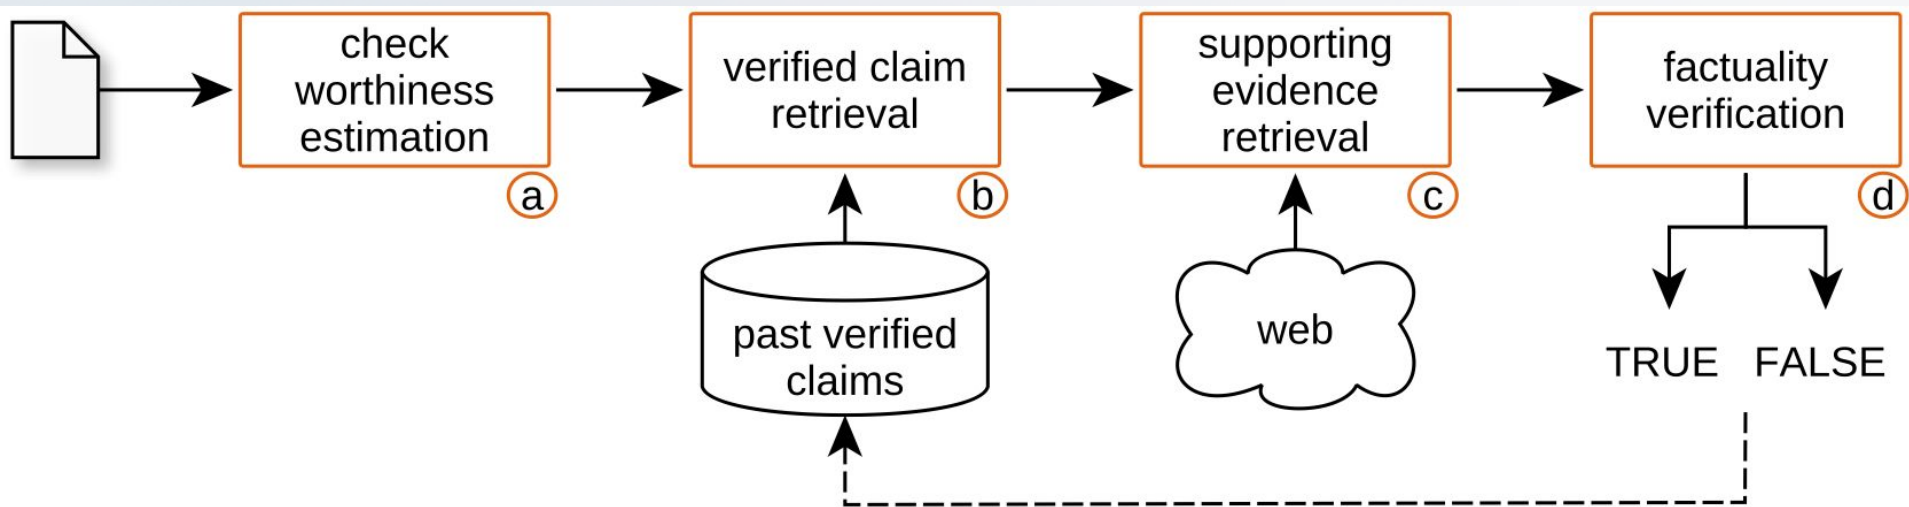 check
worthiness
estimation
a
verified claim
retrieval
b
supporting
evidence
retrieval
c
factuality
verification
d
past verified
claims
web
TRUE FALSE